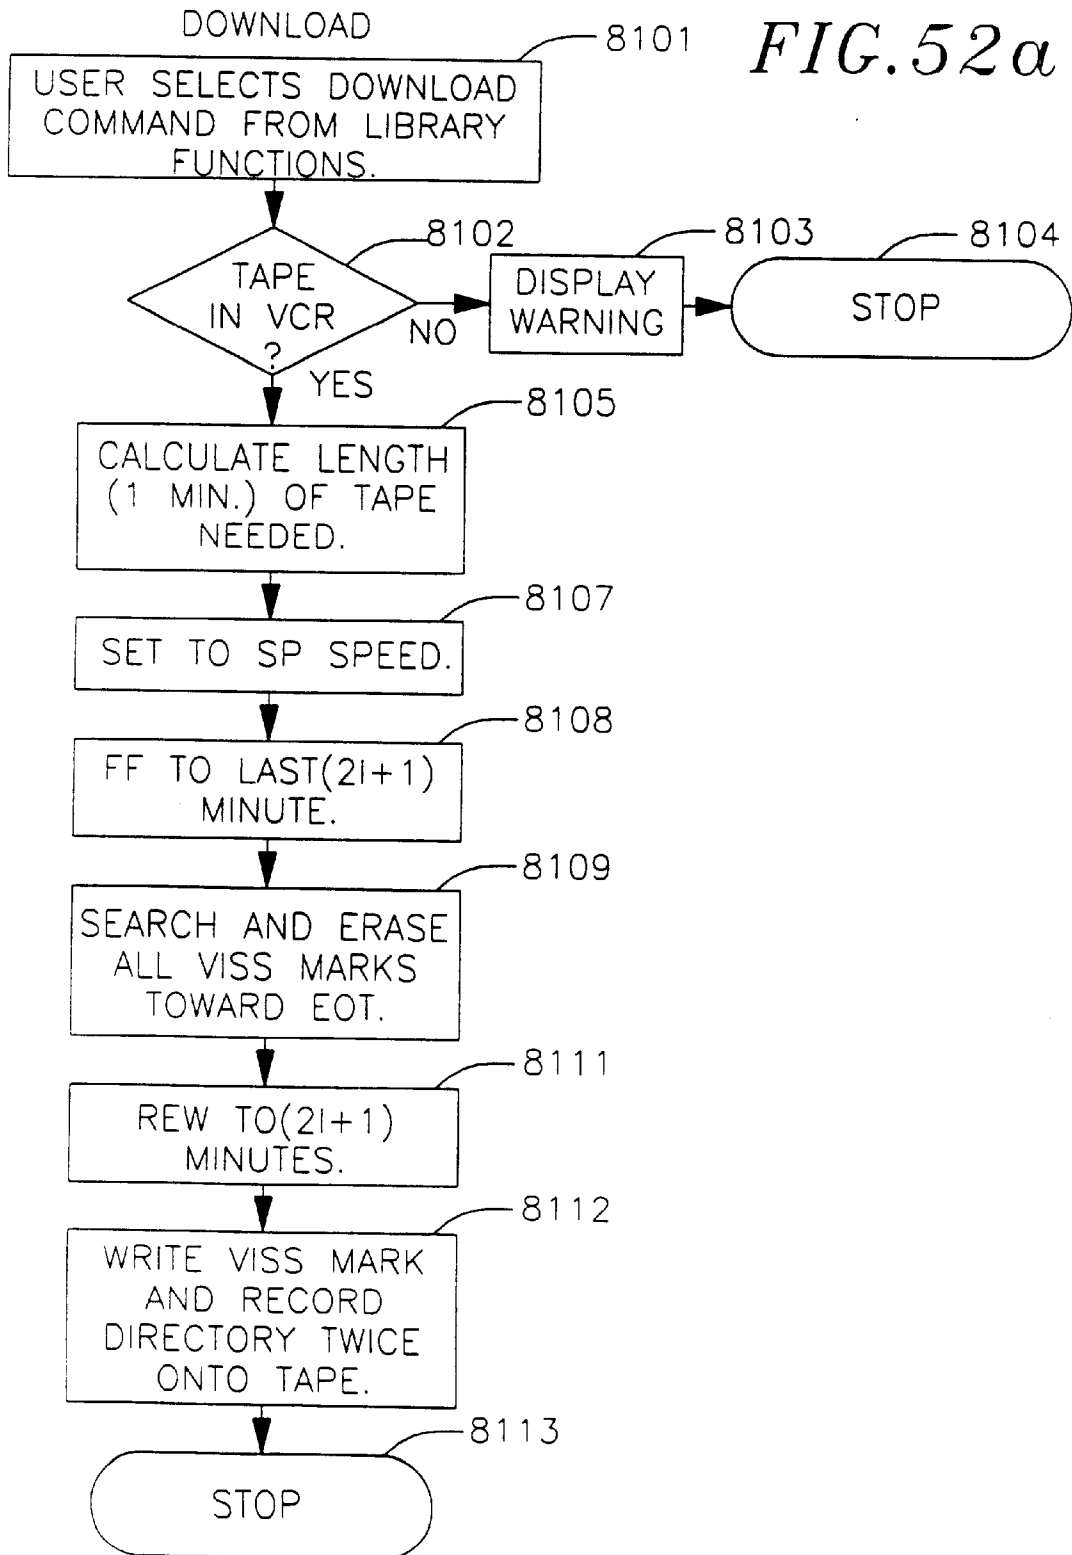 DOWNLOAD
8101
FIG.52a
USER SELECTS DOWNLOAD
COMMAND FROM LIBRARY
FUNCTIONS.
8102
TAPE
IN VCR
?
NO
YES
8103
DISPLAY
WARNING
8104
STOP
8105
CALCULATE LENGTH
(1 MIN.) OF TAPE
NEEDED.
8107
SET TO SP SPEED.
8108
FF TO LAST(2I+1)
MINUTE.
8109
SEARCH AND ERASE
ALL VISS MARKS
TOWARD EOT.
8111
REW TO(2I+1)
MINUTES.
8112
WRITE VISS MARK
AND RECORD
DIRECTORY TWICE
ONTO TAPE.
8113
STOP